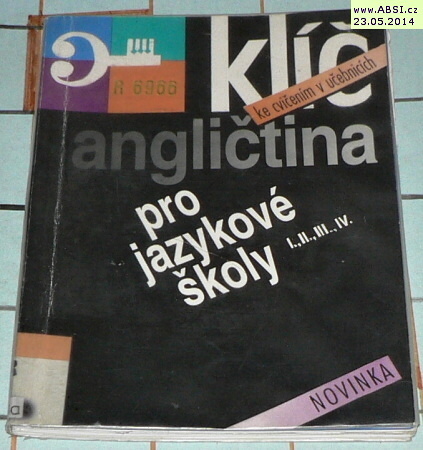 www.ABSI.cz
23.05.2014
R 6966
klíč
ke cvičením v učebnicích
angličtina
pro
jazykové
školy
I., II., III., IV.
NOVINKA